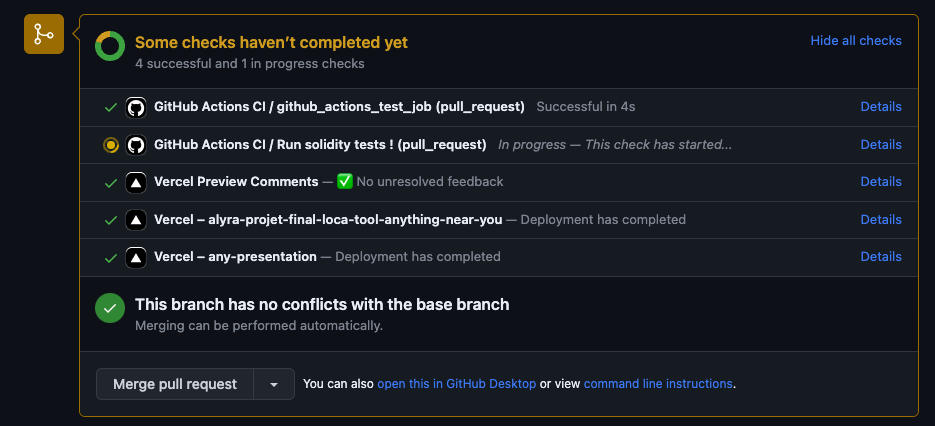 Some checks haven’t completed yet
Hide all checks
4 successful and 1 in progress checks
GitHub Actions CI / github_actions_test_job (pull_request) Successful in 4s Details
GitHub Actions CI / Run solidity tests ! (pull_request) In progress — This check has started... Details
Vercel Preview Comments — ✅ No unresolved feedback Details
Vercel – alyra-projet-final-loca-tool-anything-near-you — Deployment has completed Details
Vercel – any-presentation — Deployment has completed Details
This branch has no conflicts with the base branch
Merging can be performed automatically.
Merge pull request You can also open this in GitHub Desktop or view command line instructions.